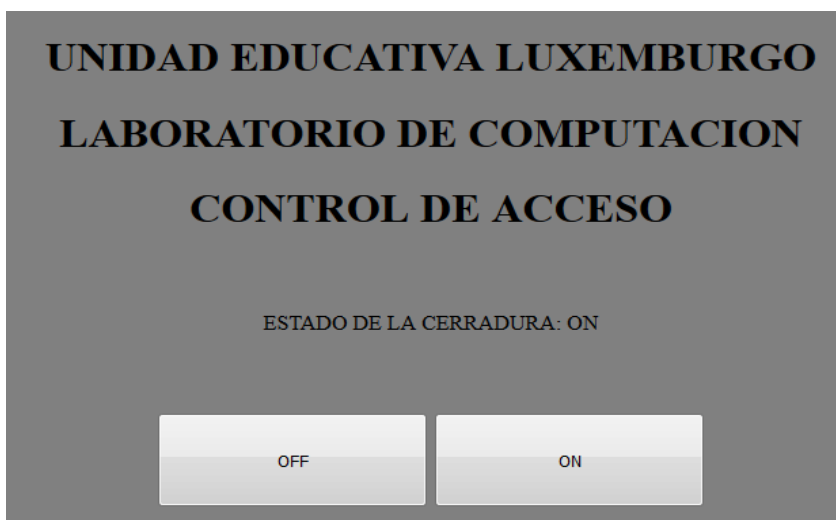 UNIDAD EDUCATIVA LUXEMBURGO
LABORATORIO DE COMPUTACION
CONTROL DE ACCESO
ESTADO DE LA CERRADURA: ON
OFF ON